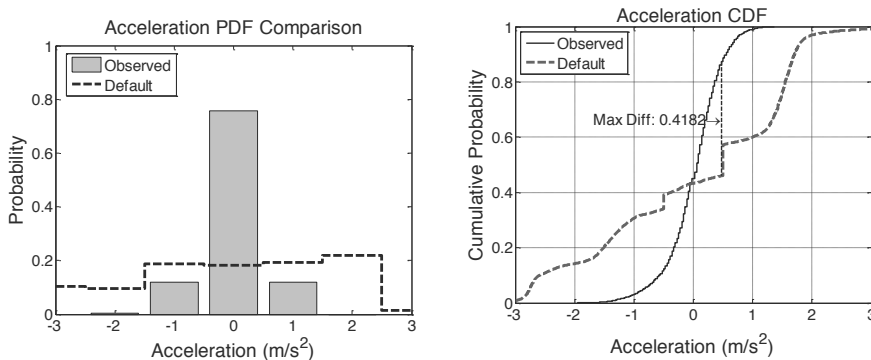 Acceleration PDF Comparison
1
0.8
0.6
0.4
0.2
0
Probability
Observed
Default
-3 -2 -1 0 1 2 3
Acceleration (m/s²)
Acceleration CDF
1
0.8
0.6
0.4
0.2
0
Cumulative Probability
Observed
Default
Max Diff: 0.4182→
-3 -2 -1 0 1 2 3
Acceleration (m/s²)